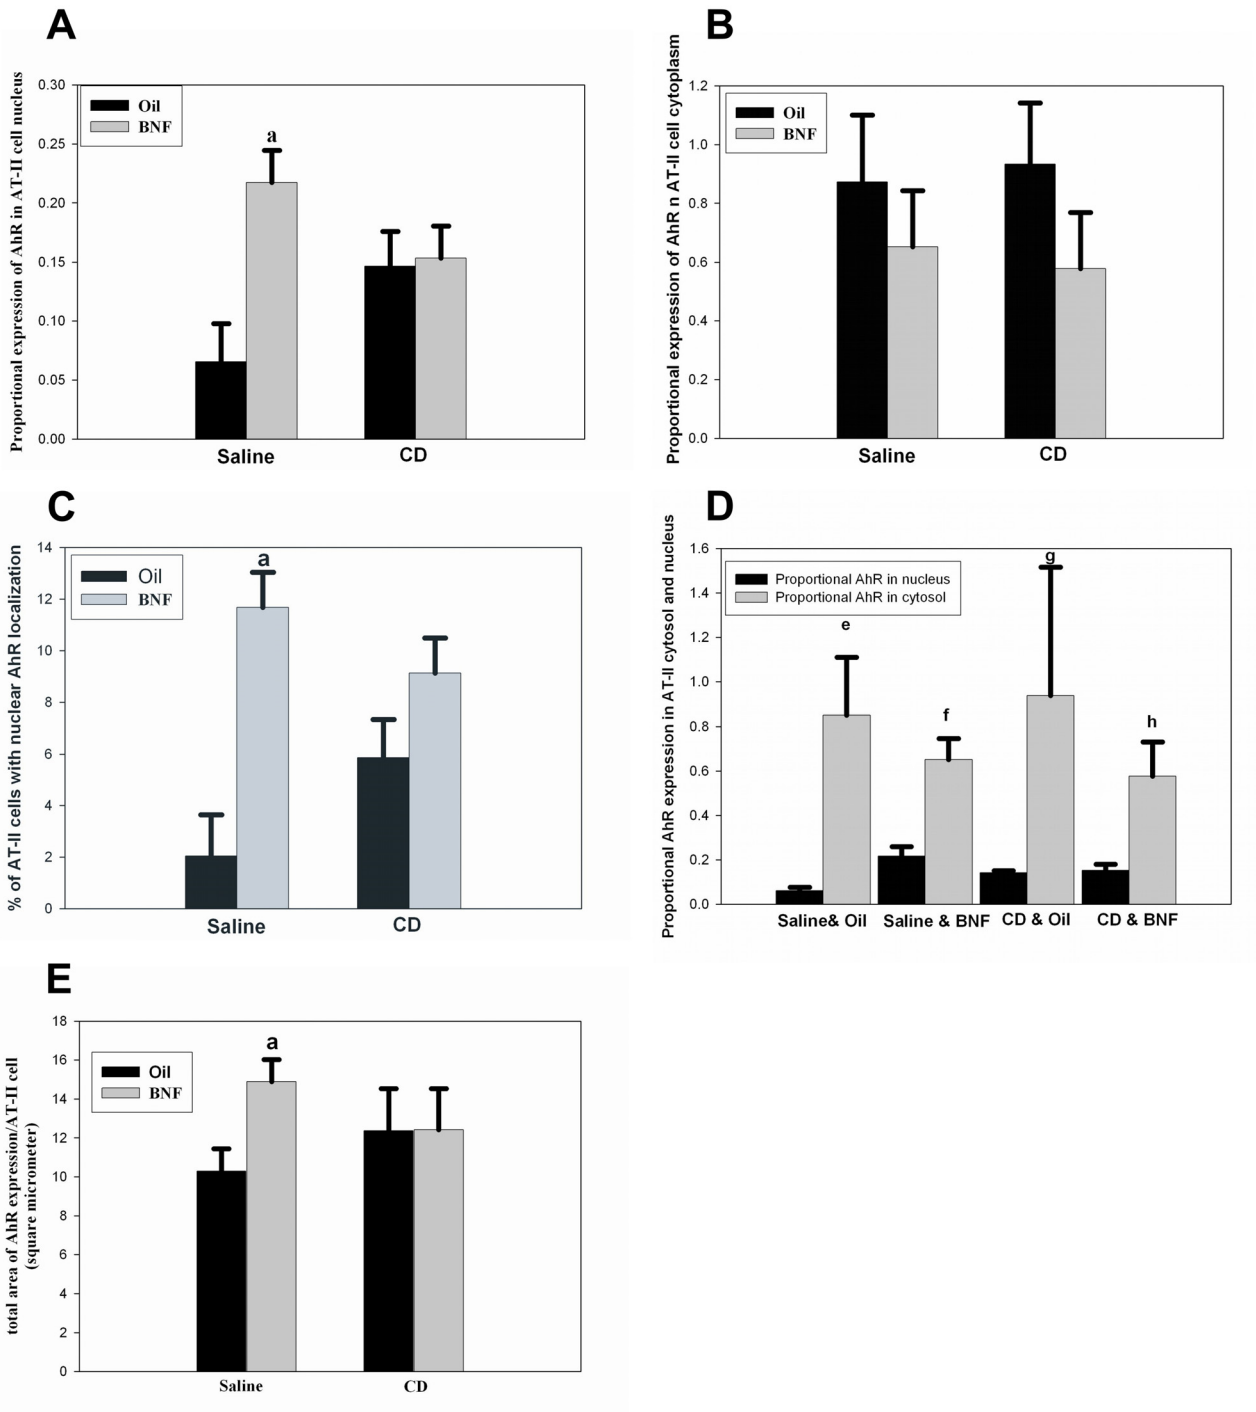 A
Proportional expression of AhR in AT-II cell nucleus
0.30
0.25
0.20
0.15
0.10
0.05
0.00
Oil
BNF
a
Saline
CD
B
Proportional expression of AhR n AT-II cell cytoplasm
1.2
1.0
0.8
0.6
0.4
0.2
0.0
Oil
BNF
Saline
CD
C
% of AT-II cells with nuclear AhR localization
14
12
10
8
6
4
2
0
Oil
BNF
a
Saline
CD
D
Proportional AhR expression in AT-II cytosol and nucleus
1.6
1.4
1.2
1.0
0.8
0.6
0.4
0.2
0.0
Proportional AhR in nucleus
Proportional AhR in cytosol
e
f
g
h
Saline& Oil
Saline & BNF
CD & Oil
CD & BNF
E
total area of AhR expression/AT-II cell
(square micrometer)
18
16
14
12
10
8
6
4
2
0
Oil
BNF
a
Saline
CD